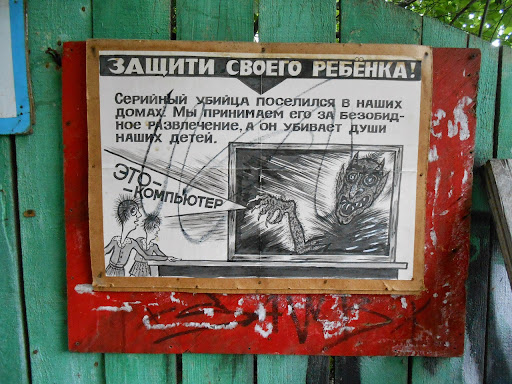 ЗАЩИТИ СВОЕГО РЕБЁНКА!
СЕРИЙНЫЙ УБИЙЦА ПОСЕЛИЛСЯ В НАШИХ
ДОМАХ. МЫ ПРИНИМАЕМ ЕГО ЗА БЕЗОБИД-
НОЕ РАЗВЛЕЧЕНИЕ, А ОН УБИВАЕТ ДУШИ
НАШИХ ДЕТЕЙ.
ЭТО-
-КОМПЬЮТЕР